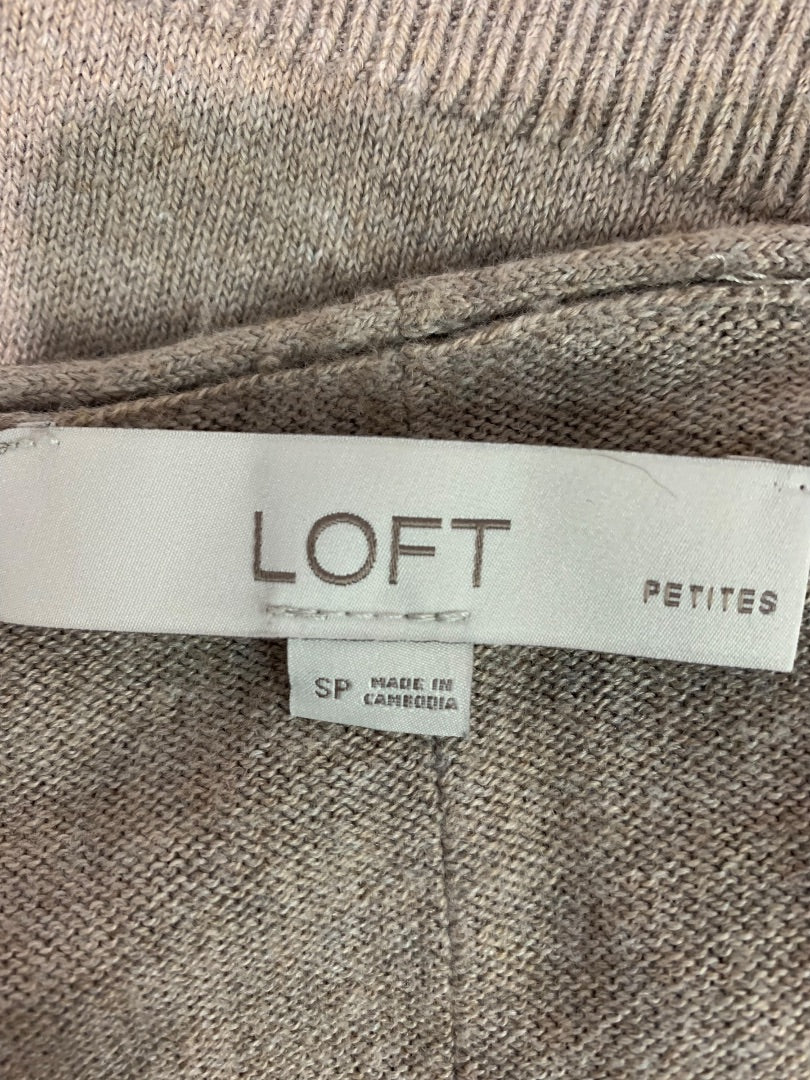 LOFT
PETITES
SP
MADE IN
CAMBODIA